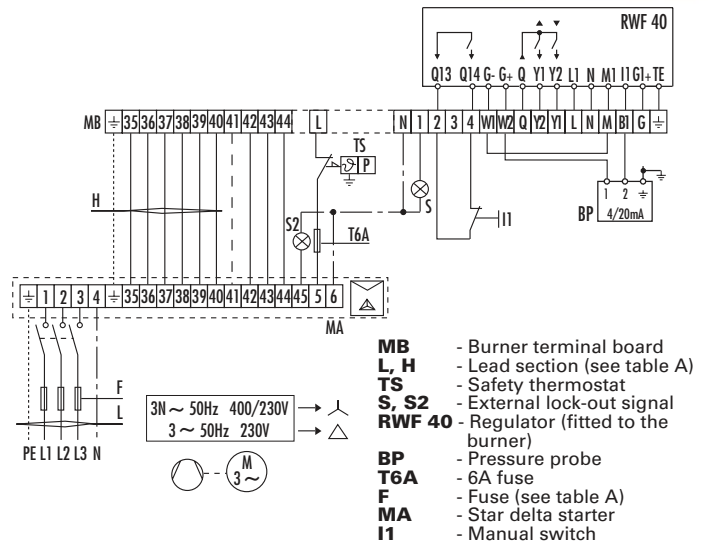 RWF 40
Q13 Q14 G- G+ Q Y1 Y2 L1 N M1 I1 G1+ TE
MB 35 36 37 38 39 40 41 42 43 44 L N 1 2 3 4 W1 W2 Q Y2 Y1 L N M B1 G
TS
P
H
S2
S
I1
1 2
BP 4/20mA
T6A
1 2 3 4 35 36 37 38 39 40 41 42 43 44 45 5 6
MA
F
L
PE L1 L2 L3 N
3N ~ 50Hz 400/230V
3 ~ 50Hz 230V
M
3 ~
MB - Burner terminal board
L, H - Lead section (see table A)
TS - Safety thermostat
S, S2 - External lock-out signal
RWF 40 - Regulator (fitted to the
burner)
BP - Pressure probe
T6A - 6A fuse
F - Fuse (see table A)
MA - Star delta starter
I1 - Manual switch